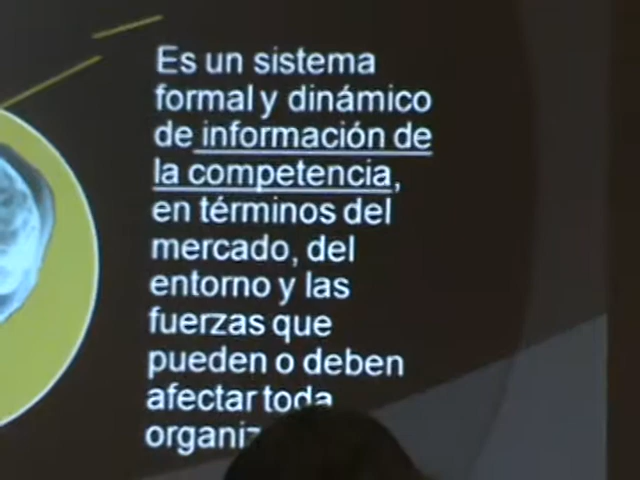 Es un sistema
formal y dinámico
de información de
la competencia,
en términos del
mercado, del
entorno y las
fuerzas que
pueden o deben
afectar toda